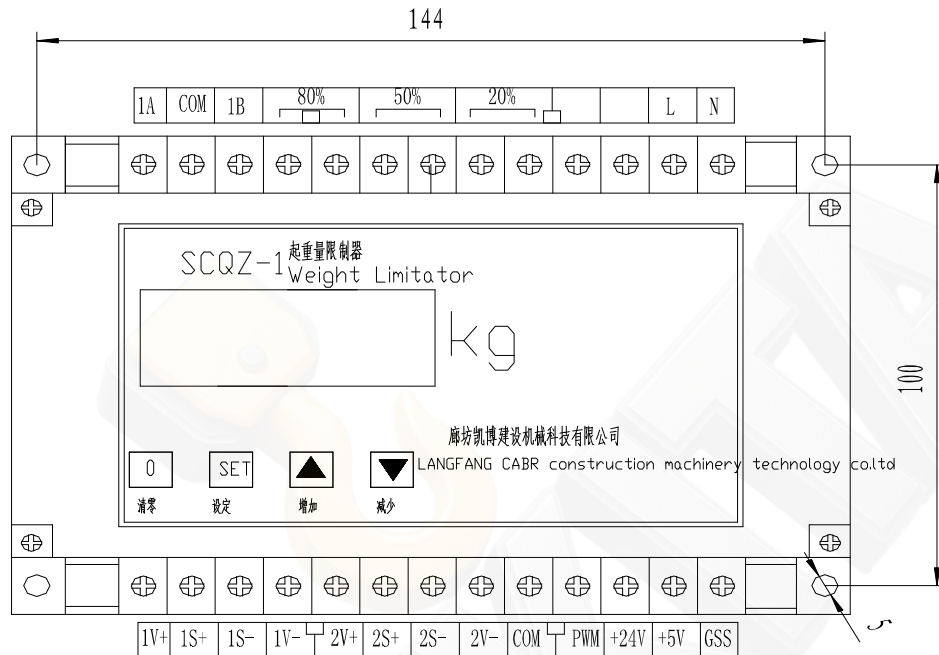 144
1A COM 1B 80% 50% 20% L N
SCQZ-1 起重量限制器
Weight Limitator
kg
100
廊坊凯博建设机械科技有限公司
LANGFANG CABR construction machinery technology co.ltd
0 SET
清零 设定 增加 减少
1V+ 1S+ 1S- 1V- 2V+ 2S+ 2S- 2V- COM PWM +24V +5V GSS
5